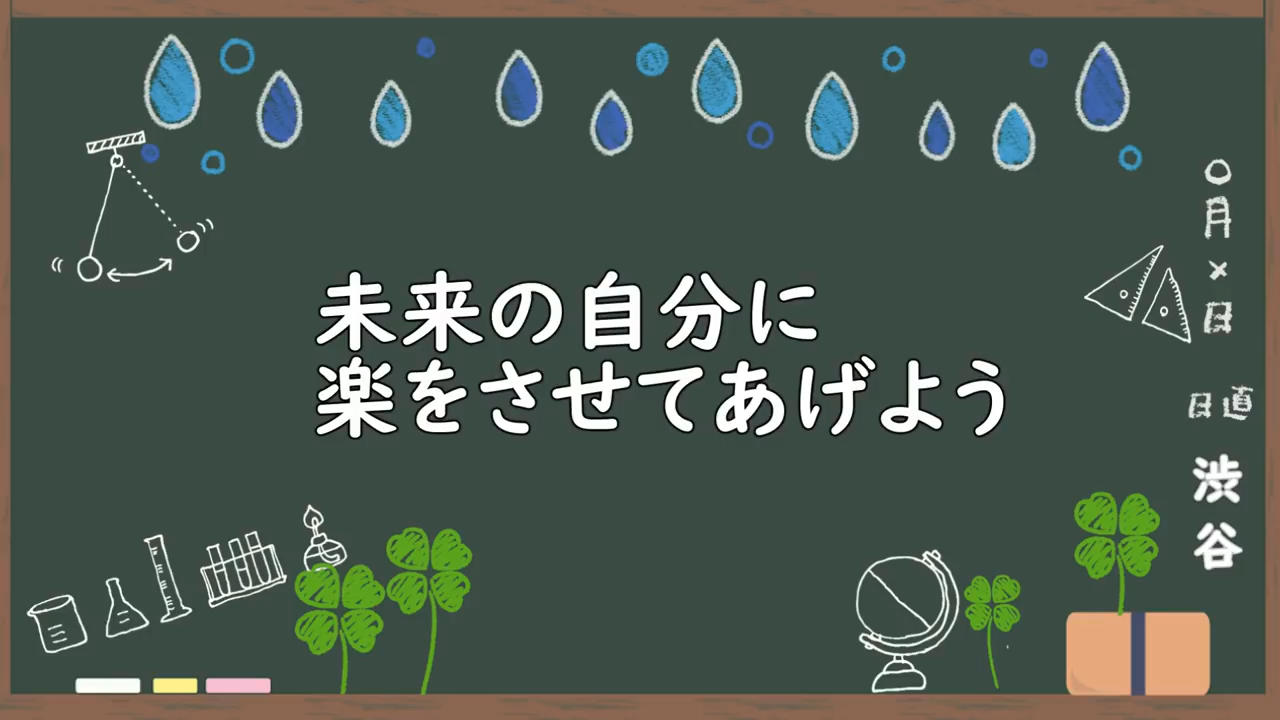 未来の自分に
楽をさせてあげよう
〇月×日
日直
渋谷